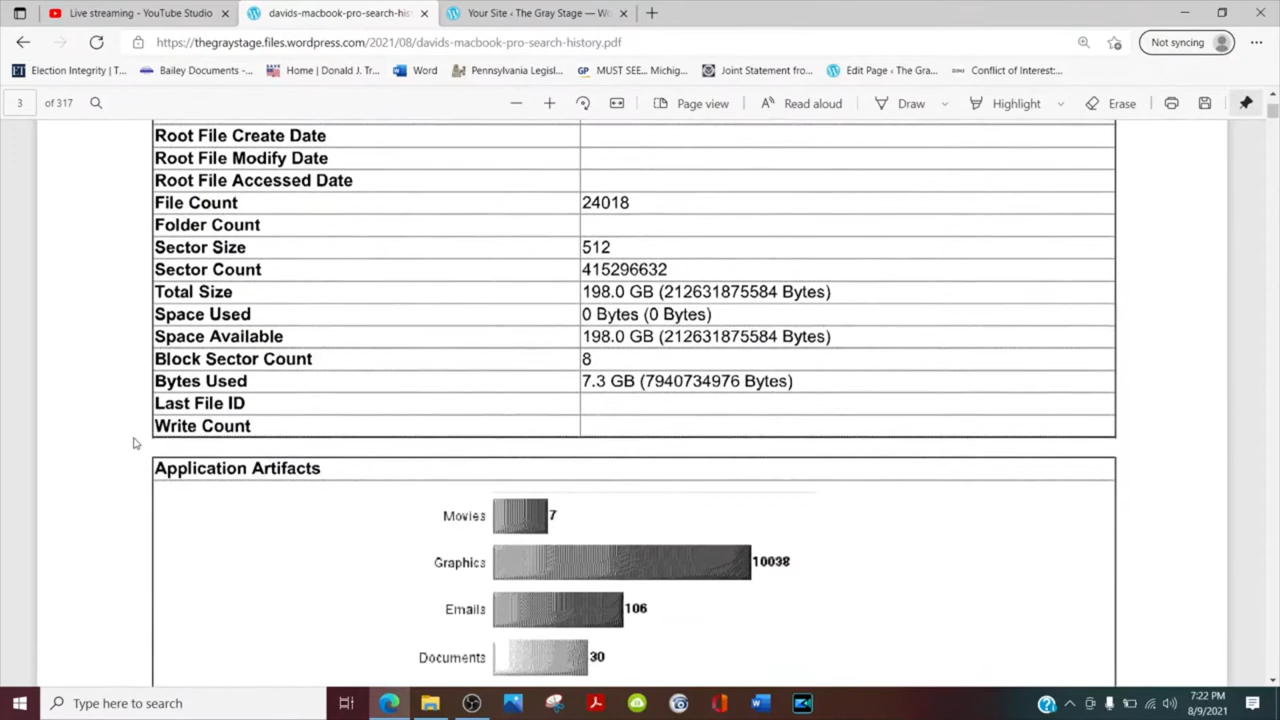 Live streaming - YouTube Studio
davids-macbook-pro-search-his
Your Site ‹ The Gray Stage — Wo
https://thegraystage.files.wordpress.com/2021/08/davids-macbook-pro-search-history.pdf
Not syncing
Election Integrity | T...
Bailey Documents -...
Home | Donald J. Tr...
Word
Pennsylvania Legisl...
GP MUST SEE... Michig...
Joint Statement fro...
Edit Page ‹ The Gra...
Conflict of Interest:...
3 of 317
Page view
Read aloud
Draw
Highlight
Erase
Root File Create Date
Root File Modify Date
Root File Accessed Date
File Count 24018
Folder Count
Sector Size 512
Sector Count 415296632
Total Size 198.0 GB (212631875584 Bytes)
Space Used 0 Bytes (0 Bytes)
Space Available 198.0 GB (212631875584 Bytes)
Block Sector Count 8
Bytes Used 7.3 GB (7940734976 Bytes)
Last File ID
Write Count
Application Artifacts
Movies 7
Graphics 10038
Emails 106
Documents 30
Type here to search
7:22 PM
8/9/2021